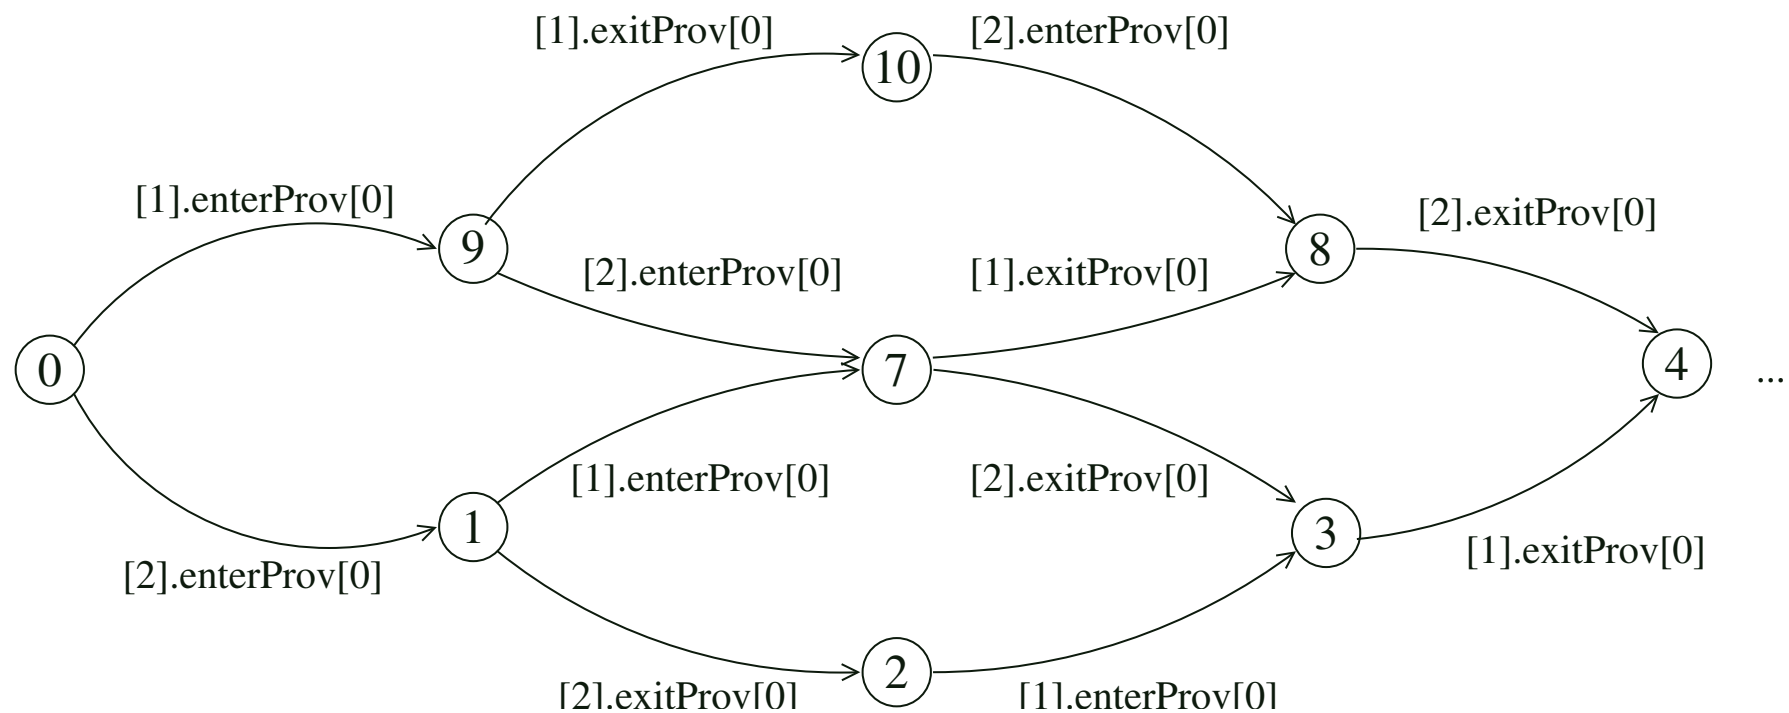 [1].exitProv[0]
[2].enterProv[0]
10
[1].enterProv[0]
[2].exitProv[0]
9
8
[2].enterProv[0]
[1].exitProv[0]
0
7
4
...
[1].enterProv[0]
[2].exitProv[0]
1
3
[1].exitProv[0]
[2].enterProv[0]
2
[2].exitProv[0]
[1].enterProv[0]